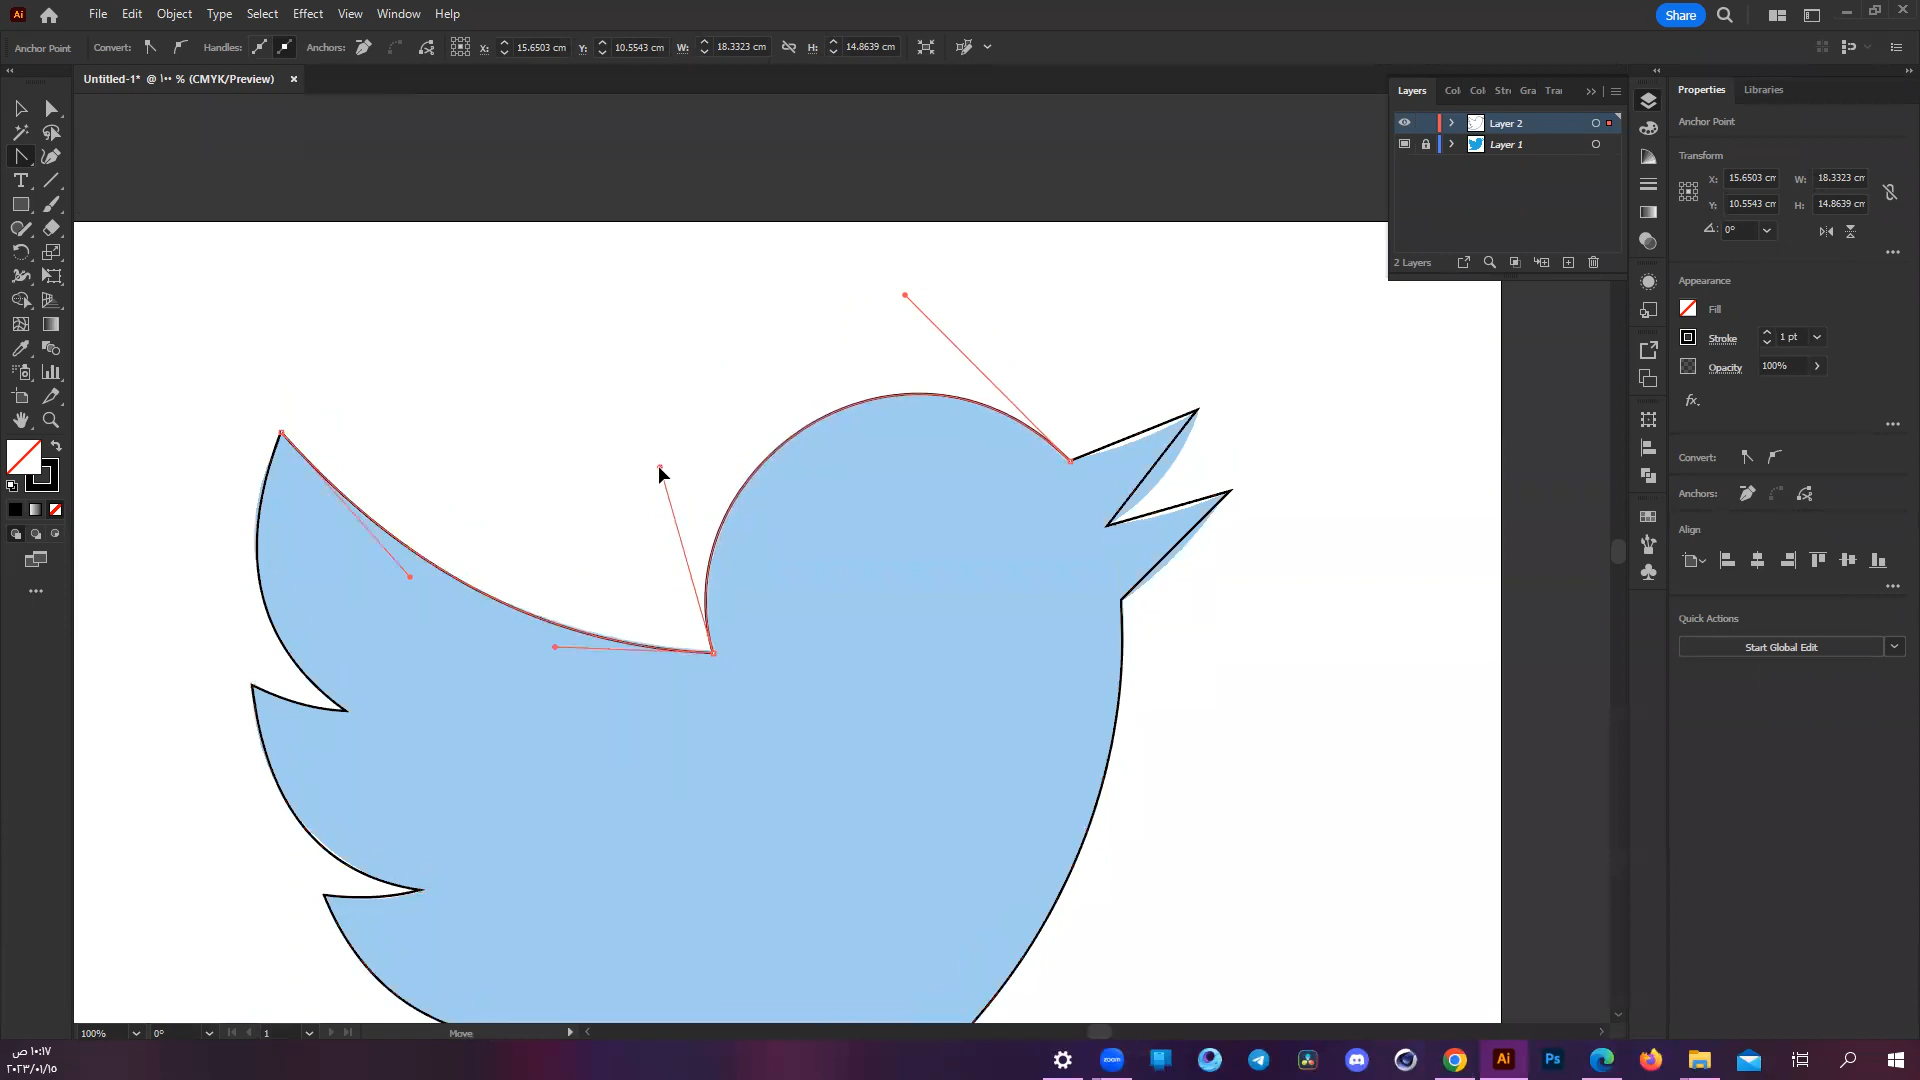 Ai File Edit Object Type Select Effect View Window Help Share
Anchor Point Convert: Handles: Anchors: X: 15.6503 cm Y: 10.5543 cm W: 18.3323 cm H: 14.8639 cm
Untitled-1* @ ١٠٠ % (CMYK/Preview) ×
Layers Col Col Str Gra Tra
Layer 2
Layer 1
2 Layers
Properties Libraries
Anchor Point
Transform
X: 15.6503 cm W: 18.3323 cm
Y: 10.5543 cm H: 14.8639 cm
0°
Appearance
Fill
Stroke 1 pt
Opacity 100%
fx.
Convert:
Anchors:
Align
Quick Actions
Start Global Edit
100% 0° 1 Move
١٠:١٧ ص
٢٠٢٣/٠١/١٥
zoom Ai Ps